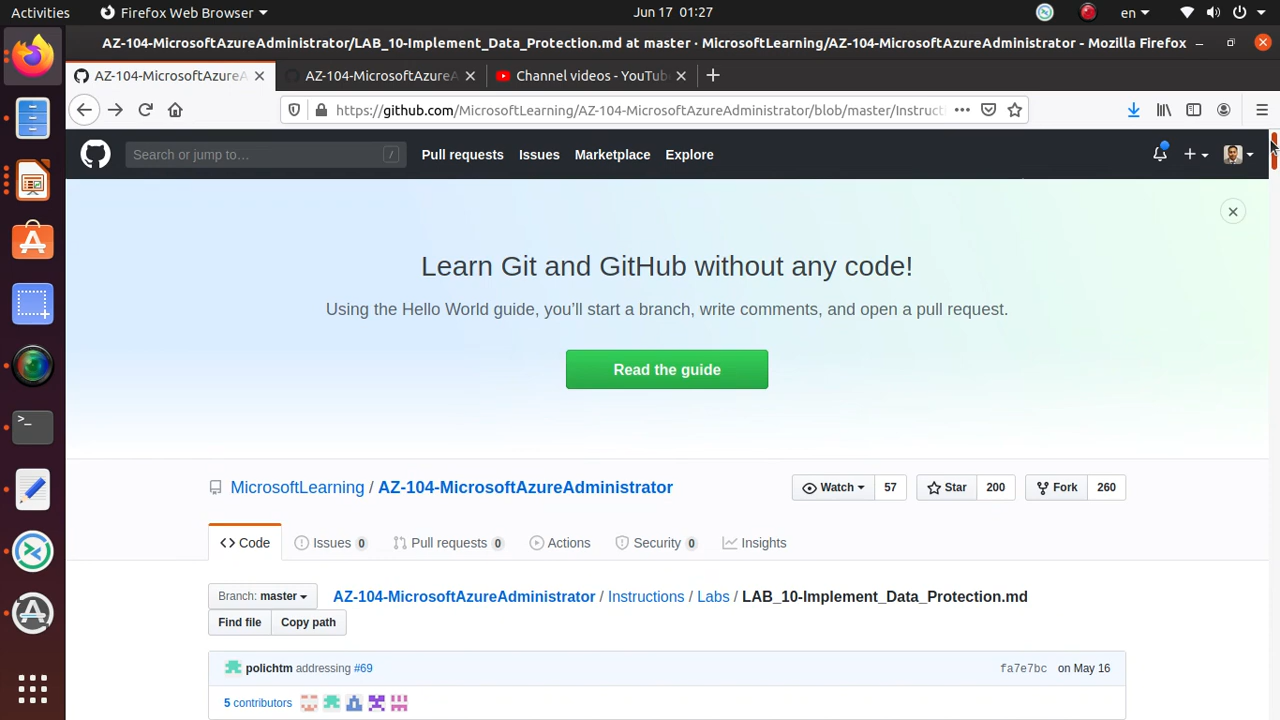 Activities
Firefox Web Browser
Jun 17 01:27
en
AZ-104-MicrosoftAzureAdministrator/LAB_10-Implement_Data_Protection.md at master · MicrosoftLearning/AZ-104-MicrosoftAzureAdministrator - Mozilla Firefox
AZ-104-MicrosoftAzureA
AZ-104-MicrosoftAzureA
Channel videos - YouTub
https://github.com/MicrosoftLearning/AZ-104-MicrosoftAzureAdministrator/blob/master/Instructi
Search or jump to…
/
Pull requests
Issues
Marketplace
Explore
Learn Git and GitHub without any code!
Using the Hello World guide, you’ll start a branch, write comments, and open a pull request.
Read the guide
MicrosoftLearning / AZ-104-MicrosoftAzureAdministrator
Watch 57
Star 200
Fork 260
Code
Issues 0
Pull requests 0
Actions
Security 0
Insights
Branch: master
AZ-104-MicrosoftAzureAdministrator / Instructions / Labs / LAB_10-Implement_Data_Protection.md
Find file
Copy path
polichtm addressing #69
fa7e7bc on May 16
5 contributors